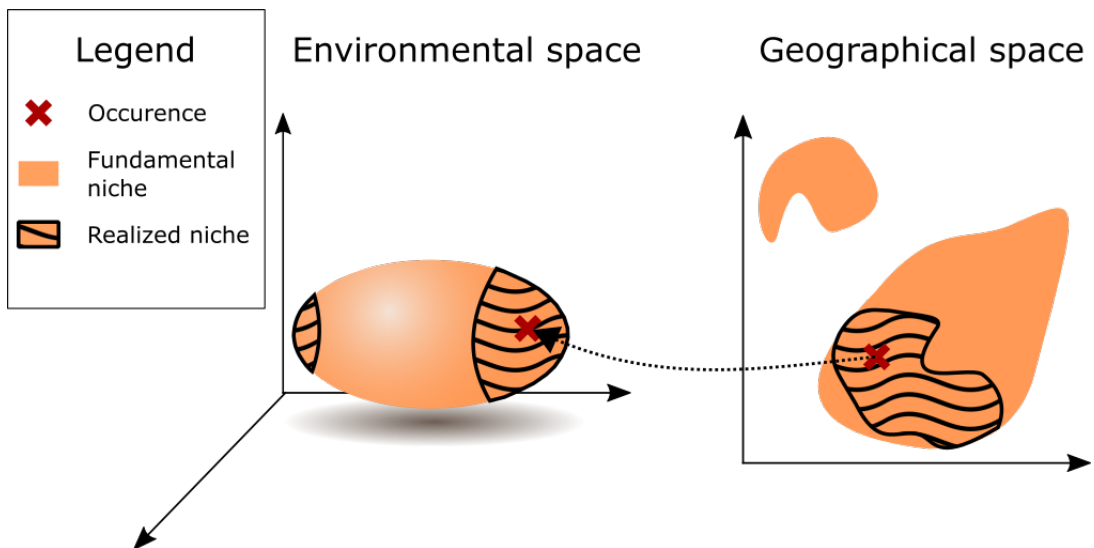 Legend
Occurence
Fundamental
niche
Realized niche
Environmental space
Geographical space